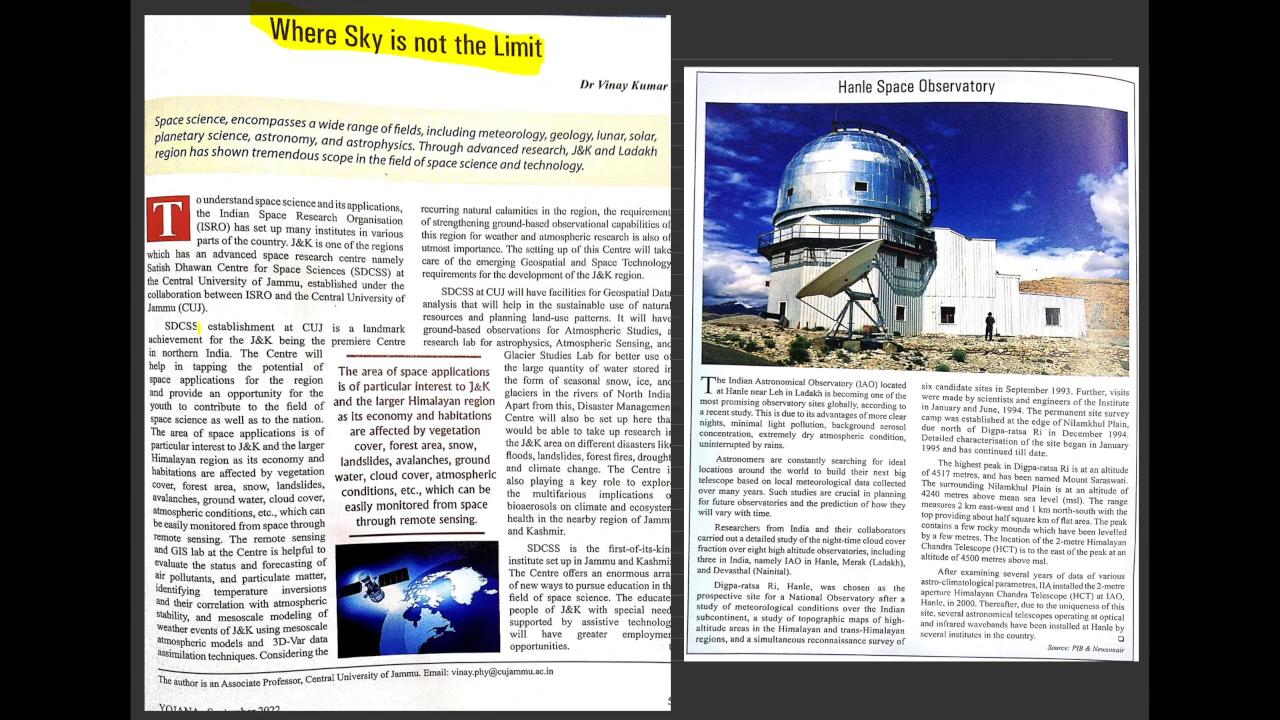 Where Sky is not the Limit
Dr Vinay Kumar
Space science, encompasses a wide range of fields, including meteorology, geology, lunar, solar,
planetary science, astronomy, and astrophysics. Through advanced research, J&K and Ladakh
region has shown tremendous scope in the field of space science and technology.
To understand space science and its applications,
the Indian Space Research Organisation
(ISRO) has set up many institutes in various
parts of the country. J&K is one of the regions
which has an advanced space research centre namely
Satish Dhawan Centre for Space Sciences (SDCSS) at
the Central University of Jammu, established under the
collaboration between ISRO and the Central University of
Jammu (CUJ).
SDCSS establishment at CUJ is a landmark
achievement for the J&K being the premiere Centre
in northern India. The Centre will
help in tapping the potential of
space applications for the region
and provide an opportunity for the
youth to contribute to the field of
space science as well as to the nation.
The area of space applications is of
particular interest to J&K and the larger
Himalayan region as its economy and
habitations are affected by vegetation
cover, forest area, snow, landslides,
avalanches, ground water, cloud cover,
atmospheric conditions, etc., which can
be easily monitored from space through
remote sensing. The remote sensing
and GIS lab at the Centre is helpful to
evaluate the status and forecasting of
air pollutants, and particulate matter,
identifying temperature inversions
and their correlation with atmospheric
stability, and mesoscale modeling of
weather events of J&K using mesoscale
atmospheric models and 3D-Var data
assimilation techniques. Considering the
The area of space applications
is of particular interest to J&K
and the larger Himalayan region
as its economy and habitations
are affected by vegetation
cover, forest area, snow,
landslides, avalanches, ground
water, cloud cover, atmospheric
conditions, etc., which can be
easily monitored from space
through remote sensing.
recurring natural calamities in the region, the requirement
of strengthening ground-based observational capabilities of
this region for weather and atmospheric research is also of
utmost importance. The setting up of this Centre will take
care of the emerging Geospatial and Space Technology
requirements for the development of the J&K region.
SDCSS at CUJ will have facilities for Geospatial Data
analysis that will help in the sustainable use of natural
resources and planning land-use patterns. It will have
ground-based observations for Atmospheric Studies, a
research lab for astrophysics, Atmospheric Sensing, and
Glacier Studies Lab for better use of
the large quantity of water stored in
the form of seasonal snow, ice, and
glaciers in the rivers of North India.
Apart from this, Disaster Management
Centre will also be set up here that
would be able to take up research in
the J&K area on different disasters like
floods, landslides, forest fires, drought
and climate change. The Centre is
also playing a key role to explore
the multifarious implications o
bioaerosols on climate and ecosystem
health in the nearby region of Jammu
and Kashmir.
SDCSS is the first-of-its-kin
institute set up in Jammu and Kashmi
The Centre offers an enormous arra
of new ways to pursue education in the
field of space science. The educate
people of J&K with special need
supported by assistive technolog
will have greater employmen
opportunities.
The author is an Associate Professor, Central University of Jammu. Email: vinay.phy@cujammu.ac.in
YOJANA September 2022
Hanle Space Observatory
The Indian Astronomical Observatory (IAO) located
at Hanle near Leh in Ladakh is becoming one of the
most promising observatory sites globally, according to
a recent study. This is due to its advantages of more clear
nights, minimal light pollution, background aerosol
concentration, extremely dry atmospheric condition,
uninterrupted by rains.
Astronomers are constantly searching for ideal
locations around the world to build their next big
telescope based on local meteorological data collected
over many years. Such studies are crucial in planning
for future observatories and the prediction of how they
will vary with time.
Researchers from India and their collaborators
carried out a detailed study of the night-time cloud cover
fraction over eight high altitude observatories, including
three in India, namely IAO in Hanle, Merak (Ladakh),
and Devasthal (Nainital).
Digpa-ratsa Ri, Hanle, was chosen as the
prospective site for a National Observatory after a
study of meteorological conditions over the Indian
subcontinent, a study of topographic maps of high-
altitude areas in the Himalayan and trans-Himalayan
regions, and a simultaneous reconnaissance survey of
six candidate sites in September 1993. Further, visits
were made by scientists and engineers of the Institute
in January and June, 1994. The permanent site survey
camp was established at the edge of Nilamkhul Plain,
due north of Digpa-ratsa Ri in December 1994.
Detailed characterisation of the site began in January
1995 and has continued till date.
The highest peak in Digpa-ratsa Ri is at an altitude
of 4517 metres, and has been named Mount Saraswati.
The surrounding Nilamkhul Plain is at an altitude of
4240 metres above mean sea level (msl). The range
measures 2 km east-west and 1 km north-south with the
top providing about half square km of flat area. The peak
contains a few rocky mounds which have been levelled
by a few metres. The location of the 2-metre Himalayan
Chandra Telescope (HCT) is to the east of the peak at an
altitude of 4500 metres above msl.
After examining several years of data of various
astro-climatological parametres, IIA installed the 2-metre
aperture Himalayan Chandra Telescope (HCT) at IAO,
Hanle, in 2000. Thereafter, due to the uniqueness of this
site, several astronomical telescopes operating at optical
and infrared wavebands have been installed at Hanle by
several institutes in the country.
Source: PIB & Newsonair